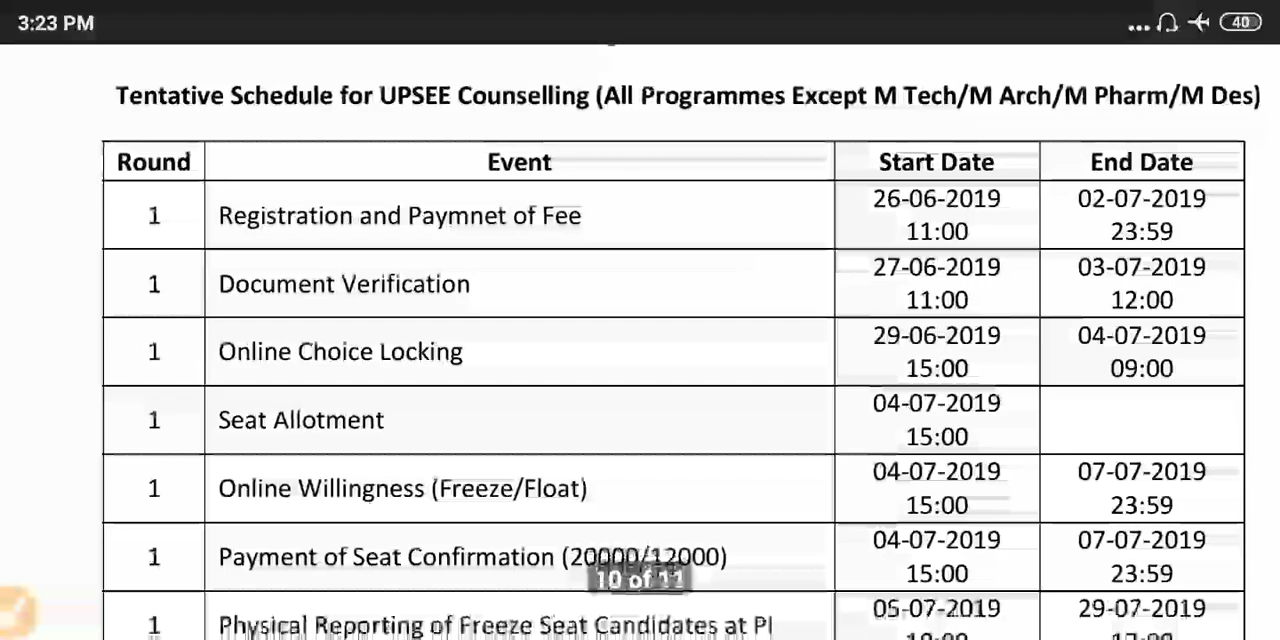 3:23 PM
... 40
Tentative Schedule for UPSEE Counselling (All Programmes Except M Tech/M Arch/M Pharm/M Des)
Round Event Start Date End Date
1 Registration and Paymnet of Fee 26-06-2019 11:00 02-07-2019 23:59
1 Document Verification 27-06-2019 11:00 03-07-2019 12:00
1 Online Choice Locking 29-06-2019 15:00 04-07-2019 09:00
1 Seat Allotment 04-07-2019 15:00
1 Online Willingness (Freeze/Float) 04-07-2019 15:00 07-07-2019 23:59
1 Payment of Seat Confirmation (20000/12000) 04-07-2019 15:00 07-07-2019 23:59
10 of 11
1 Physical Reporting of Freeze Seat Candidates at PI 05-07-2019 29-07-2019